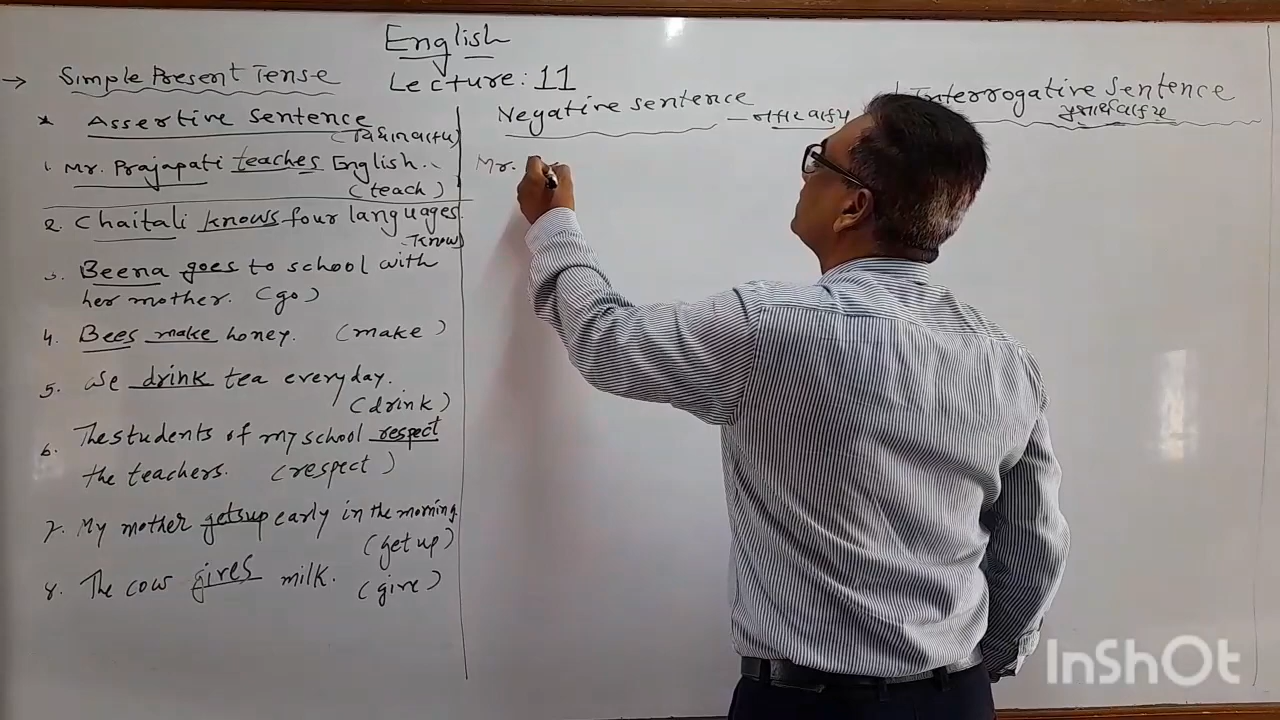 English
Lecture: 11
→ Simple Present Tense
* Assertive Sentence
1. Mr. Prajapati teaches English.
(teach)
2. Chaitali knows four languages.
know)
3. Beena goes to school with
her mother. (go)
4. Bees make honey. (make)
5. We drink tea everyday.
(drink)
6. The students of my school respect
the teachers. (respect)
7. My mother gets up early in the morning.
(get up)
8. The cow gives milk. (give)
Negative sentence
Mr.
Interrogative Sentence
InShOt